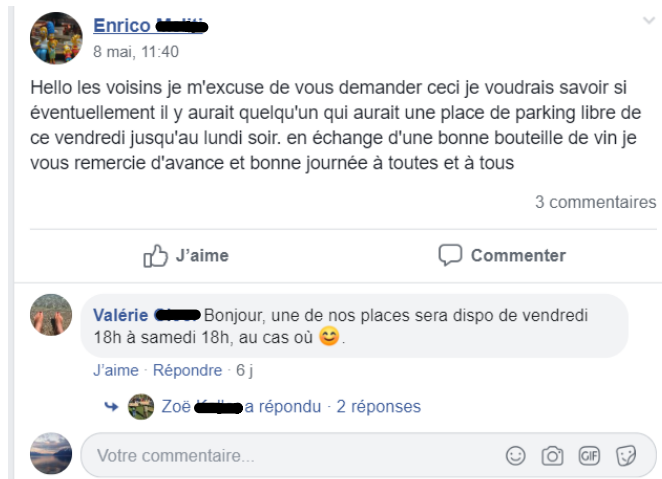 Enrico
8 mai, 11:40
Hello les voisins je m'excuse de vous demander ceci je voudrais savoir si
éventuellement il y aurait quelqu'un qui aurait une place de parking libre de
ce vendredi jusqu'au lundi soir. en échange d'une bonne bouteille de vin je
vous remercie d'avance et bonne journée à toutes et à tous
3 commentaires
J'aime Commenter
Valérie Bonjour, une de nos places sera dispo de vendredi
18h à samedi 18h, au cas où 😊.
J'aime · Répondre · 6 j
Zoë a répondu · 2 réponses
Votre commentaire... GIF